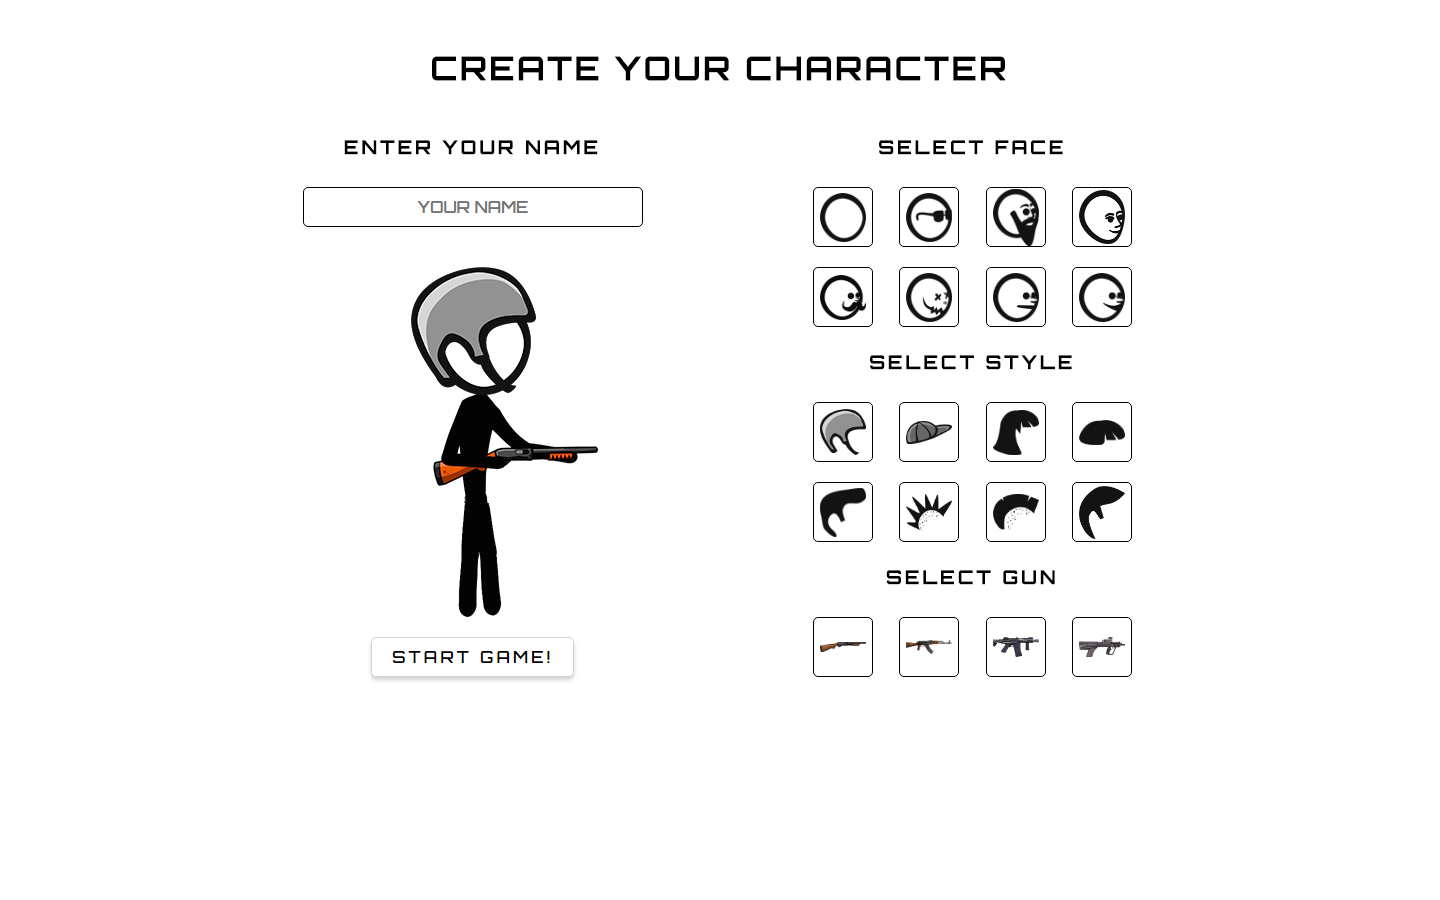 CREATE YOUR CHARACTER
ENTER YOUR NAME
YOUR NAME
START GAME!
SELECT FACE
SELECT STYLE
SELECT GUN